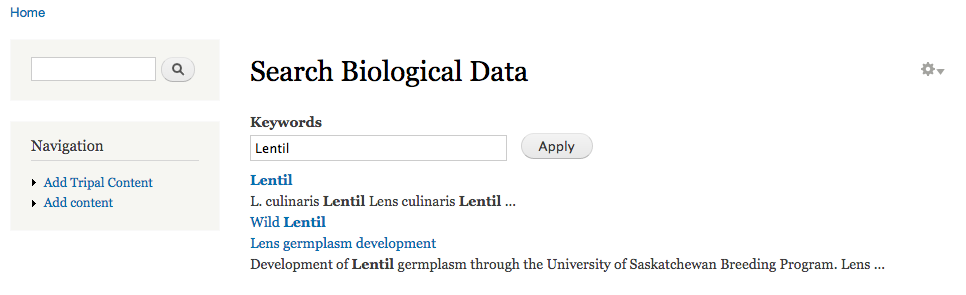 Home
Search Biological Data
Keywords
Lentil
Apply
Navigation
Add Tripal Content
Add content
Lentil
L. culinaris Lentil Lens culinaris Lentil ...
Wild Lentil
Lens germplasm development
Development of Lentil germplasm through the University of Saskatchewan Breeding Program. Lens ...